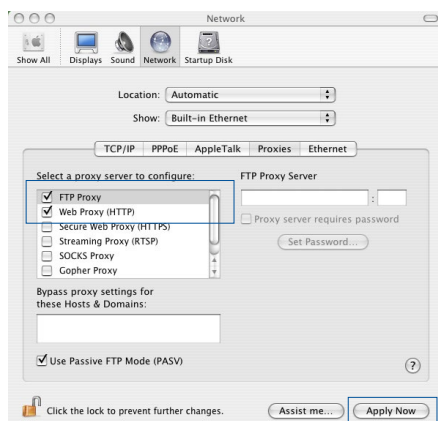 Network
Show All Displays Sound Network Startup Disk
Location: Automatic
Show: Built-in Ethernet
TCP/IP PPPoE AppleTalk Proxies Ethernet
Select a proxy server to configure: FTP Proxy Server
FTP Proxy :
Web Proxy (HTTP) Proxy server requires password
Secure Web Proxy (HTTPS)
Streaming Proxy (RTSP) Set Password...
SOCKS Proxy
Gopher Proxy
Bypass proxy settings for
these Hosts & Domains:
Use Passive FTP Mode (PASV) ?
Click the lock to prevent further changes. Assist me... Apply Now